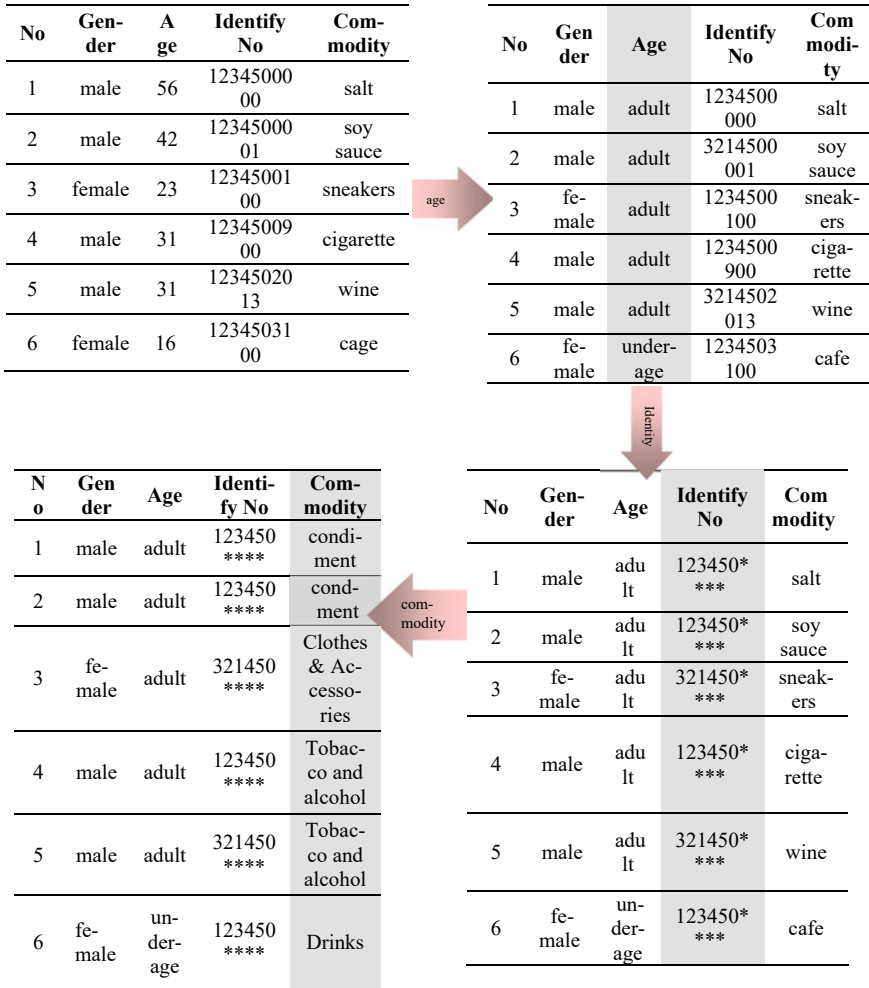 No Gen- A Identify Com-
der ge No modity
1 male 56 12345000 salt
00
2 male 42 12345000 soy
01 sauce
3 female 23 12345001 sneakers
00
4 male 31 12345009 cigarette
00
5 male 31 12345020 wine
13
6 female 16 12345031 cage
00
age
No Gen Age Identify Com
der No modi-
ty
1 male adult 1234500 salt
000
2 male adult 3214500 soy
001 sauce
3 fe- adult 1234500 sneak-
male 100 ers
4 male adult 1234500 ciga-
900 rette
5 male adult 3214502 wine
013
6 fe- under- 1234503 cafe
male age 100
Identity
No Gen- Age Identify Com
der No modity
1 male adu 123450* salt
lt ***
2 male adu 123450* soy
lt *** sauce
3 fe- adu 321450* sneak-
male lt *** ers
4 male adu 123450* ciga-
lt *** rette
5 male adu 321450* wine
lt ***
6 fe- un- 123450* cafe
male der- ***
age
com-
modity
N Gen Age Identi- Com-
o der fy No modity
1 male adult 123450 condi-
**** ment
2 male adult 123450 cond-
**** ment
3 fe- adult 321450 Clothes
male **** & Ac-
cesso-
ries
4 male adult 123450 Tobac-
**** co and
alcohol
5 male adult 321450 Tobac-
**** co and
alcohol
6 fe- un- 123450 Drinks
male der- ****
age